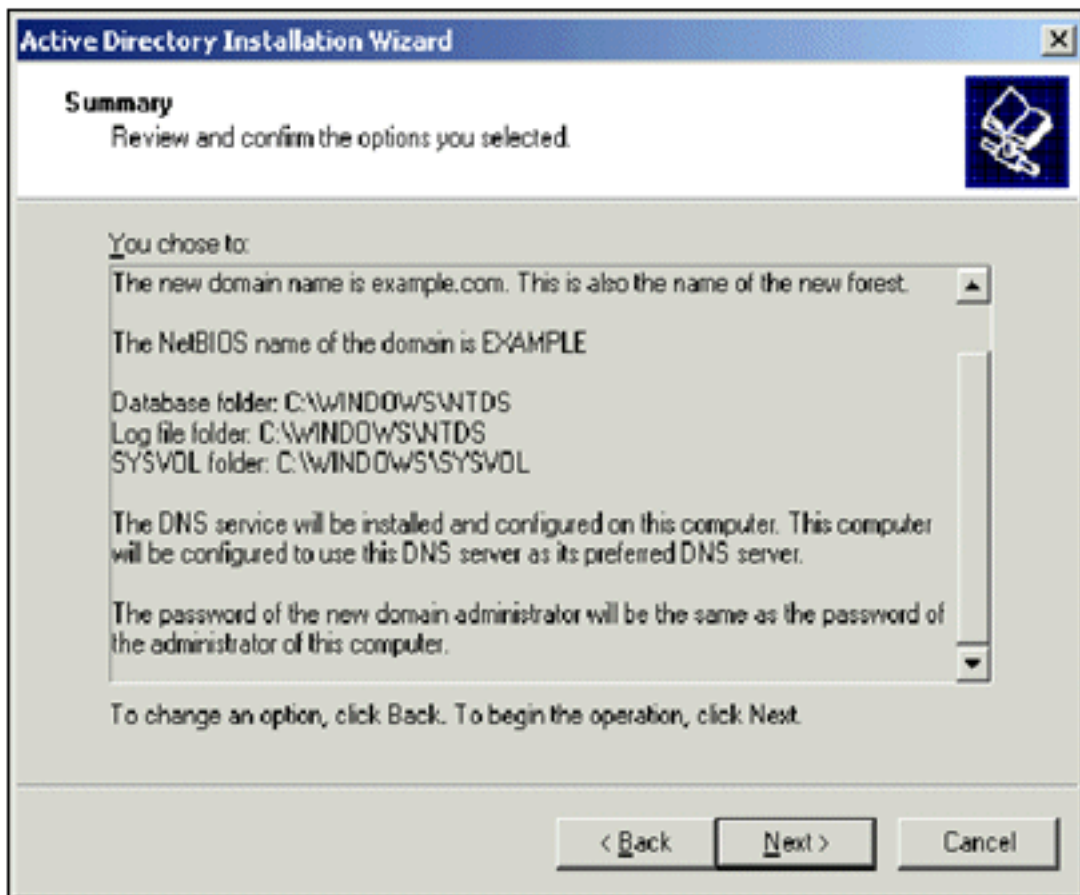 Active Directory Installation Wizard
Summary
Review and confirm the options you selected.
You chose to:
The new domain name is example.com. This is also the name of the new forest.
The NetBIOS name of the domain is EXAMPLE
Database folder: C:\WINDOWS\NTDS
Log file folder: C:\WINDOWS\NTDS
SYSVOL folder: C:\WINDOWS\SYSVOL
The DNS service will be installed and configured on this computer. This computer
will be configured to use this DNS server as its preferred DNS server.
The password of the new domain administrator will be the same as the password of
the administrator of this computer.
To change an option, click Back. To begin the operation, click Next.
< Back Next > Cancel